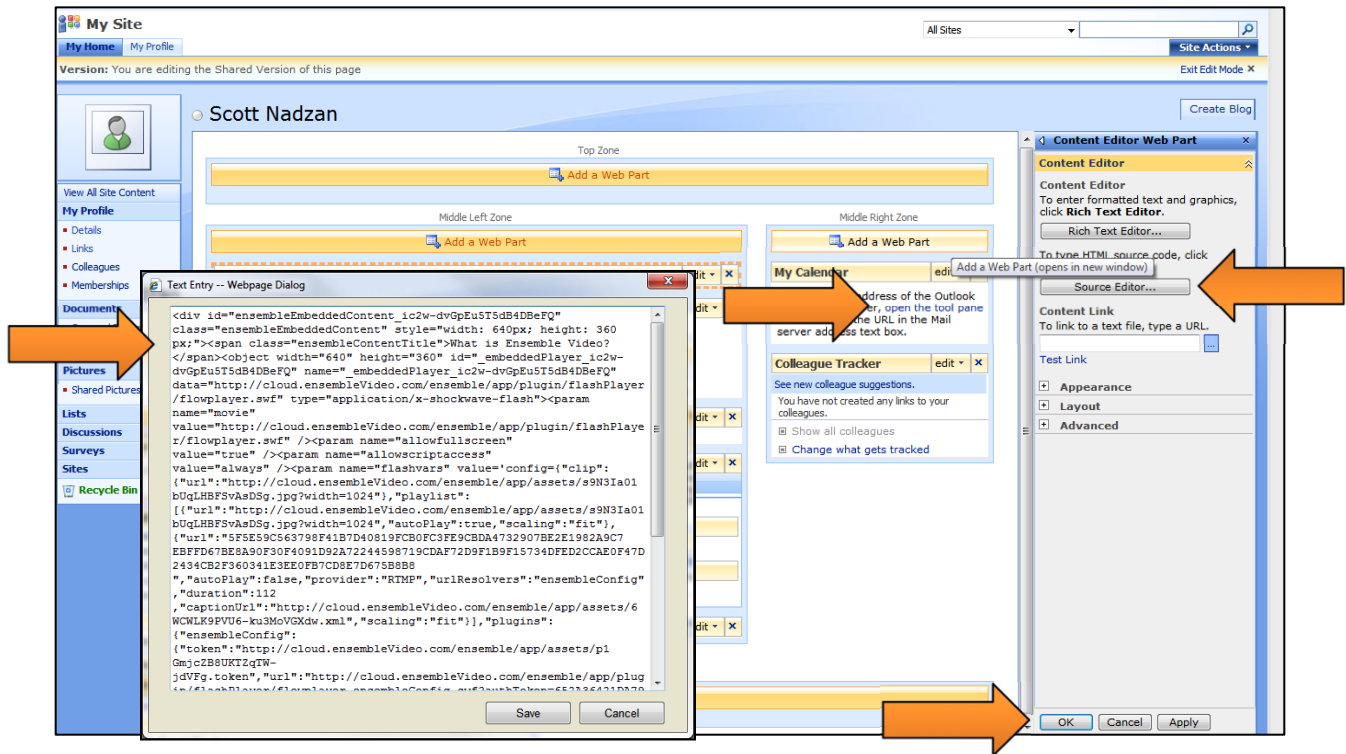 My Site
All Sites
My Home My Profile
Site Actions
Version: You are editing the Shared Version of this page
Exit Edit Mode ×
Scott Nadzan
Create Blog
View All Site Content
My Profile
Details
Links
Colleagues
Memberships
Documents
Pictures
Shared Pictures
Lists
Discussions
Surveys
Sites
Recycle Bin
Top Zone
Add a Web Part
Middle Left Zone
Add a Web Part
dit ×
dit
dit ×
dit ×
dit ×
Middle Right Zone
Add a Web Part
My Calendar edi
Add a Web Part (opens in new window)
ddress of the Outlook
er, open the tool pane
the URL in the Mail
server address text box.
Colleague Tracker edit ×
See new colleague suggestions.
You have not created any links to your
colleagues.
Show all colleagues
Change what gets tracked
Text Entry -- Webpage Dialog
<div id="ensembleEmbeddedContent_ic2w-dvGpEu5T5dB4DBeFQ"
class="ensembleEmbeddedContent" style="width: 640px; height: 360
px;"><span class="ensembleContentTitle">What is Ensemble Video?
</span><object width="640" height="360" id="_embeddedPlayer_ic2w-
dvGpEu5T5dB4DBeFQ" name="_embeddedPlayer_ic2w-dvGpEu5T5dB4DBeFQ"
data="http://cloud.ensembleVideo.com/ensemble/app/plugin/flashPlayer
/flowplayer.swf" type="application/x-shockwave-flash"><param
name="movie"
value="http://cloud.ensembleVideo.com/ensemble/app/plugin/flashPlaye
r/flowplayer.swf" /><param name="allowfullscreen"
value="true" /><param name="allowscriptaccess"
value="always" /><param name="flashvars" value='config={"clip":
{"url":"http://cloud.ensembleVideo.com/ensemble/app/assets/s9N3Ia01
bUqLHBFSvAsDSg.jpg?width=1024"},"playlist":
[{"url":"http://cloud.ensembleVideo.com/ensemble/app/assets/s9N3Ia01
bUqLHBFSvAsDSg.jpg?width=1024","autoPlay":true,"scaling":"fit"},
{"url":"5F5E59C563798F41B7D40819FCB0FC3FE9CBDA4732907BE2E1982A9C7
EBFFD67BE8A90F30F4091D92A72244598719CDAF72D9F1B9F15734DFED2CCAE0F47D
2434CB2F360341E3EE0FB7CD8E7D675B8B8
","autoPlay":false,"provider":"RTMP","urlResolvers":"ensembleConfig"
,"duration":112
,"captionUrl":"http://cloud.ensembleVideo.com/ensemble/app/assets/6
WCWLK9PVU6-ku3MoVGXdw.xml","scaling":"fit"}],"plugins":
{"ensembleConfig":
{"token":"http://cloud.ensembleVideo.com/ensemble/app/assets/p1
GmjcZB8UKTZqTW-
jdVFg.token","url":"http://cloud.ensembleVideo.com/ensemble/app/plug
Save Cancel
Content Editor Web Part ×
Content Editor
Content Editor
To enter formatted text and graphics,
click Rich Text Editor.
Rich Text Editor...
To type HTML source code, click
Source Editor...
Content Link
To link to a text file, type a URL.
...
Test Link
Appearance
Layout
Advanced
OK Cancel Apply